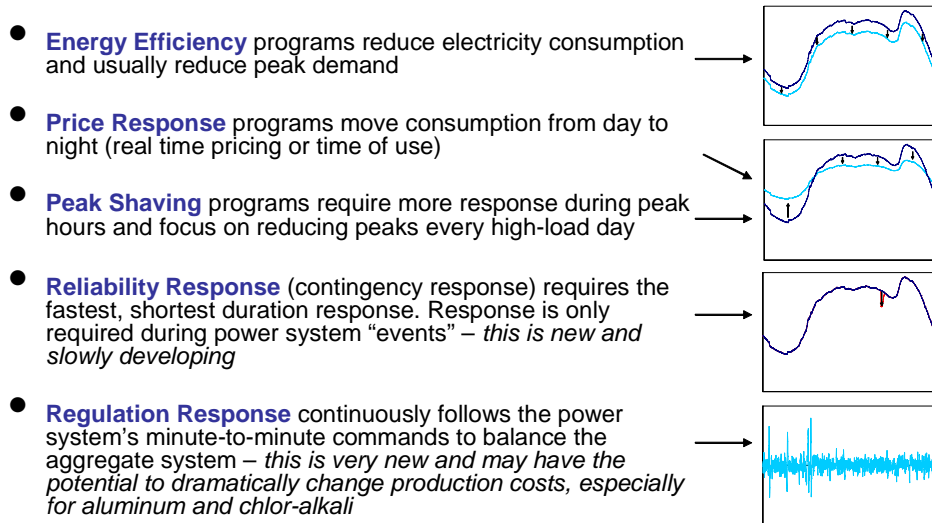 ● Energy Efficiency programs reduce electricity consumption
and usually reduce peak demand
● Price Response programs move consumption from day to
night (real time pricing or time of use)
● Peak Shaving programs require more response during peak
hours and focus on reducing peaks every high-load day
● Reliability Response (contingency response) requires the
fastest, shortest duration response. Response is only
required during power system “events” – this is new and
slowly developing
● Regulation Response continuously follows the power
system’s minute-to-minute commands to balance the
aggregate system – this is very new and may have the
potential to dramatically change production costs, especially
for aluminum and chlor-alkali